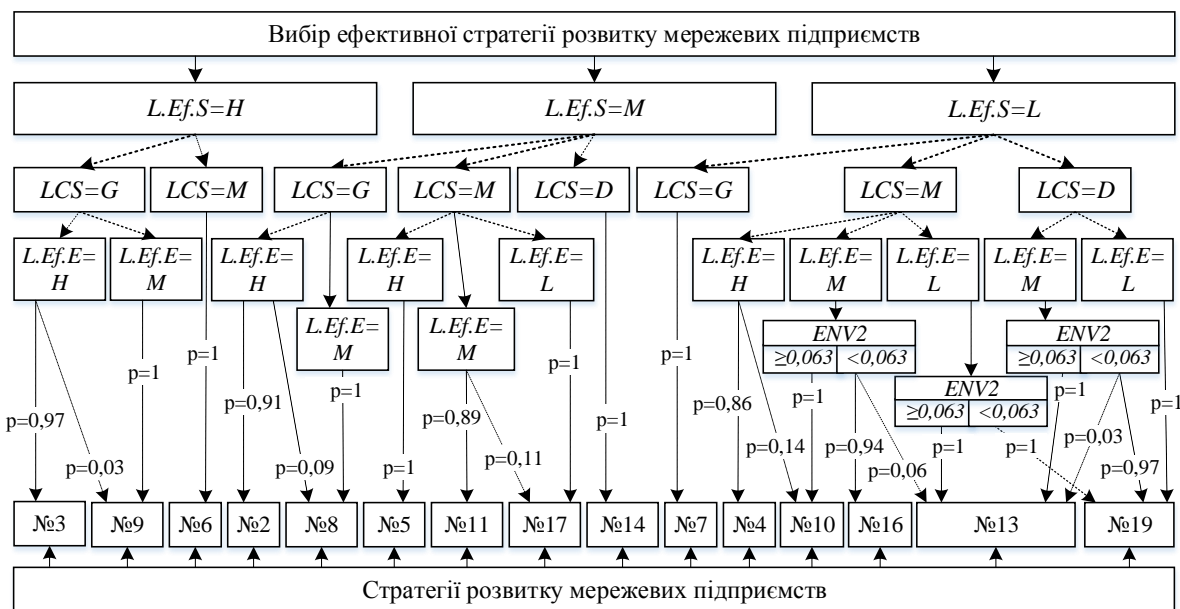 Вибір ефективної стратегії розвитку мережевих підприємств
L.Ef.S=H
L.Ef.S=M
L.Ef.S=L
LCS=G
LCS=M
LCS=G
LCS=M
LCS=D
LCS=G
LCS=M
LCS=D
L.Ef.E=
H
L.Ef.E=
M
L.Ef.E=
H
L.Ef.E=
M
L.Ef.E=
H
L.Ef.E=
M
L.Ef.E=
L
L.Ef.E=
H
L.Ef.E=
M
L.Ef.E=
L
L.Ef.E=
M
L.Ef.E=
L
ENV2
≥0,063 <0,063
ENV2
≥0,063 <0,063
ENV2
≥0,063 <0,063
p=0,97
p=0,03
p=1
p=1
p=0,91
p=0,09
p=1
p=1
p=0,89
p=0,11
p=1
p=1
p=1
p=0,86
p=0,14
p=1
p=0,94
p=0,06
p=1
p=1
p=1
p=0,03
p=0,97
p=1
№3
№9
№6
№2
№8
№5
№11
№17
№14
№7
№4
№10
№16
№13
№19
Стратегії розвитку мережевих підприємств